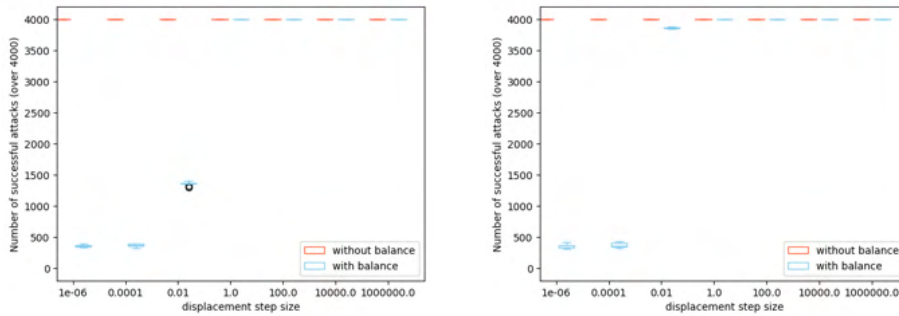 Number of successful attacks (over 4000)
4000
3500
3000
2500
2000
1500
1000
500
0
1e-06 0.0001 0.01 1.0 100.0 10000.0 1000000.0
displacement step size
without balance
with balance
Number of successful attacks (over 4000)
4000
3500
3000
2500
2000
1500
1000
500
0
1e-06 0.0001 0.01 1.0 100.0 10000.0 1000000.0
displacement step size
without balance
with balance